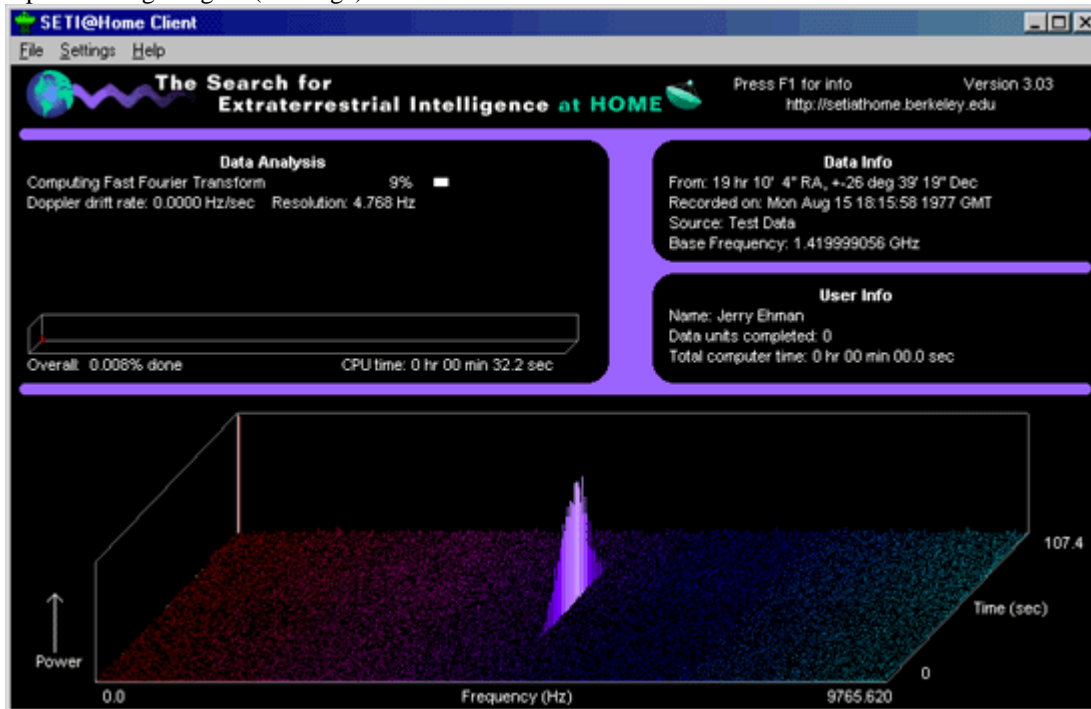 SETI@Home Client
File Settings Help
The Search for
Extraterrestrial Intelligence at HOME
Press F1 for info Version 3.03
http://setiathome.berkeley.edu
Data Analysis
Computing Fast Fourier Transform 9%
Doppler drift rate: 0.0000 Hz/sec Resolution: 4.768 Hz
Overall: 0.008% done CPU time: 0 hr 00 min 32.2 sec
Data Info
From: 19 hr 10' 4" RA, +-26 deg 39' 19" Dec
Recorded on: Mon Aug 15 18:15:58 1977 GMT
Source: Test Data
Base Frequency: 1.419999056 GHz
User Info
Name: Jerry Ehman
Data units completed: 0
Total computer time: 0 hr 00 min 00.0 sec
107.4
Time (sec)
0
Power
0.0 Frequency (Hz) 9765.620